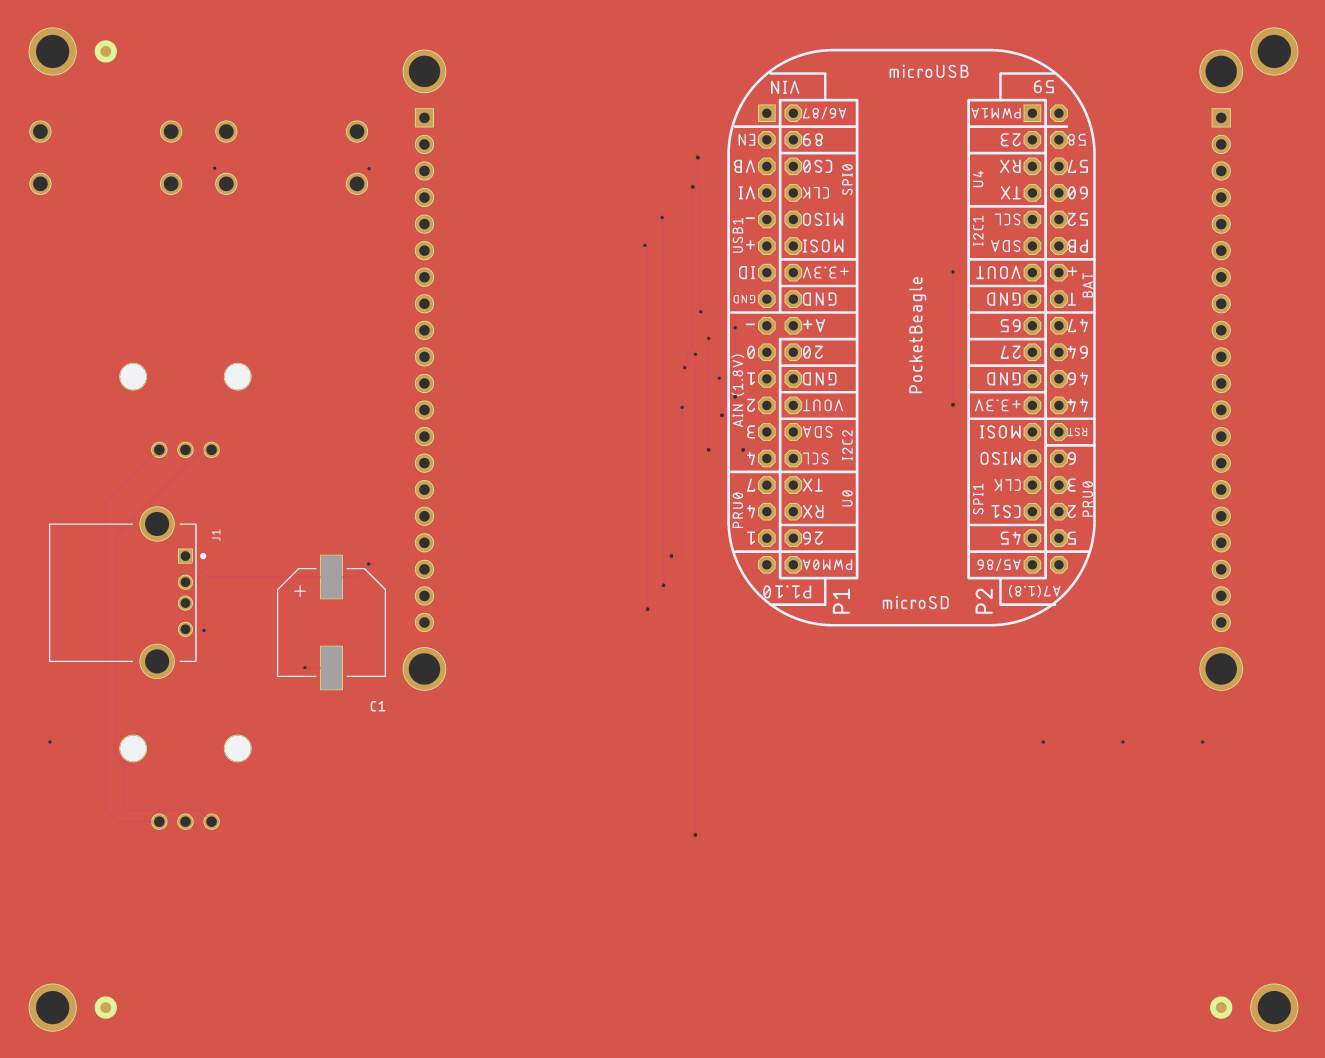 microUSB
VIN
59
A6/87
PWM1A
EN
89
23
58
VB
CS0
RX
57
VI
CLK
TX
60
-
MISO
SCL
52
+
MOSI
SDA
PB
ID
+3.3V
VOUT
+
GND
GND
GND
T
-
A+
65
47
0
20
27
64
1
GND
GND
46
2
VOUT
+3.3V
44
3
SDA
MOSI
RST
4
SCL
MISO
6
7
TX
CLK
3
4
RX
CS1
2
1
26
45
5
PWM0A
A5/86
P1.10
A7(1.8)
SPI0
USB1
AIN (1.8V)
I2C2
U0
PRU0
PocketBeagle
U4
I2C1
BAT
SPI1
PRU0
P1
microSD
P2
J1
+
C1